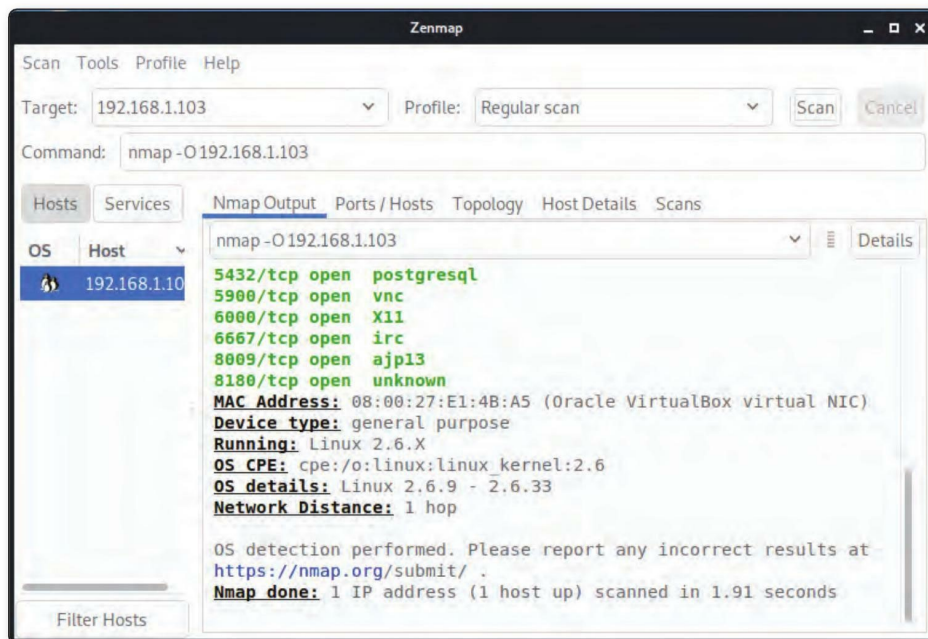 Zenmap
Scan Tools Profile Help
Target: 192.168.1.103 Profile: Regular scan Scan Cancel
Command: nmap -O 192.168.1.103
Hosts Services Nmap Output Ports / Hosts Topology Host Details Scans
nmap -O 192.168.1.103 Details
OS Host
192.168.1.10
5432/tcp open postgresql
5900/tcp open vnc
6000/tcp open X11
6667/tcp open irc
8009/tcp open ajp13
8180/tcp open unknown
MAC Address: 08:00:27:E1:4B:A5 (Oracle VirtualBox virtual NIC)
Device type: general purpose
Running: Linux 2.6.X
OS CPE: cpe:/o:linux:linux_kernel:2.6
OS details: Linux 2.6.9 - 2.6.33
Network Distance: 1 hop
OS detection performed. Please report any incorrect results at
https://nmap.org/submit/ .
Nmap done: 1 IP address (1 host up) scanned in 1.91 seconds
Filter Hosts